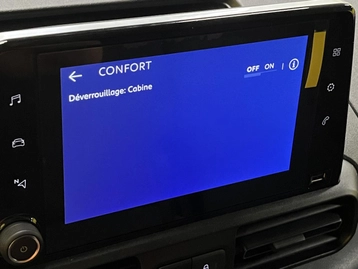 ← CONFORT
OFF ON | i
Déverrouillage: Cabine
N